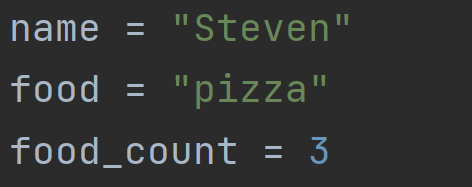 name = "Steven"
food = "pizza"
food_count = 3